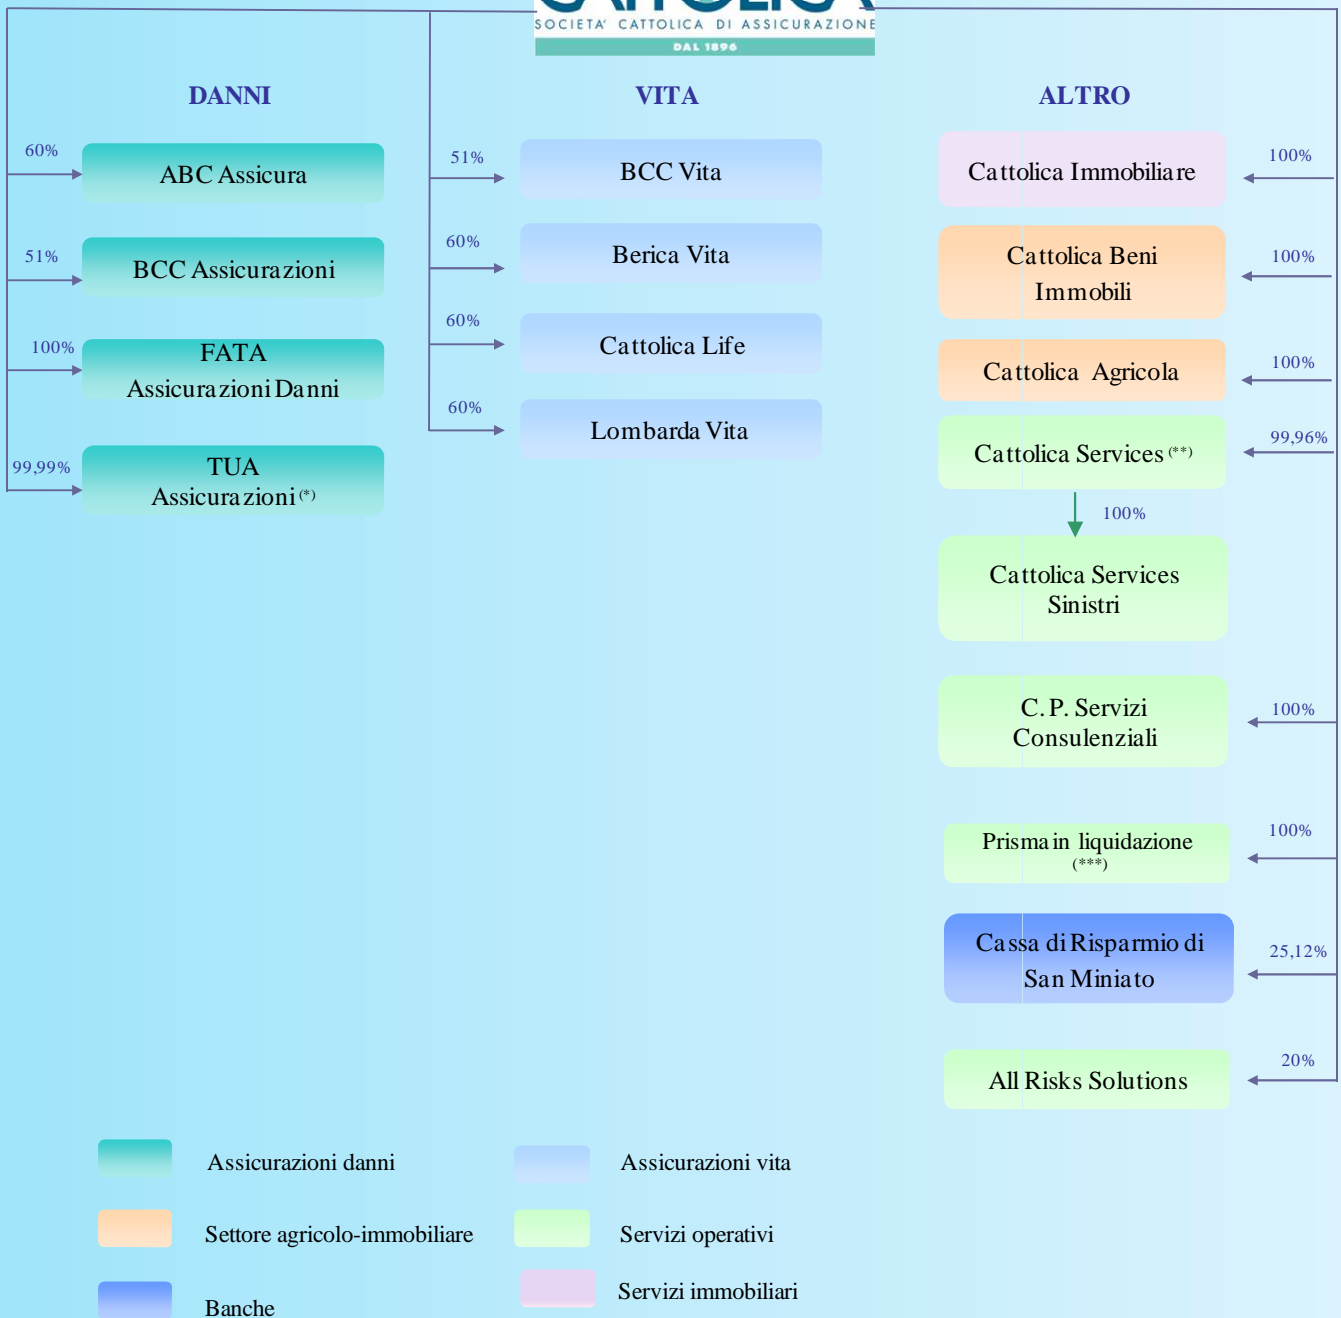 CATTOLICA
SOCIETA' CATTOLICA DI ASSICURAZIONE
DAL 1896
DANNI
60%
ABC Assicura
51%
BCC Assicurazioni
100%
FATA
Assicurazioni Danni
99,99%
TUA
Assicurazioni (*)
VITA
51%
BCC Vita
60%
Berica Vita
60%
Cattolica Life
60%
Lombarda Vita
ALTRO
Cattolica Immobiliare
100%
Cattolica Beni
Immobili
100%
Cattolica Agricola
100%
Cattolica Services (**)
99,96%
100%
Cattolica Services
Sinistri
C.P. Servizi
Consulenziali
100%
Prisma in liquidazione
(***)
100%
Cassa di Risparmio di
San Miniato
25,12%
All Risks Solutions
20%
Assicurazioni danni
Assicurazioni vita
Settore agricolo-immobiliare
Servizi operativi
Banche
Servizi immobiliari